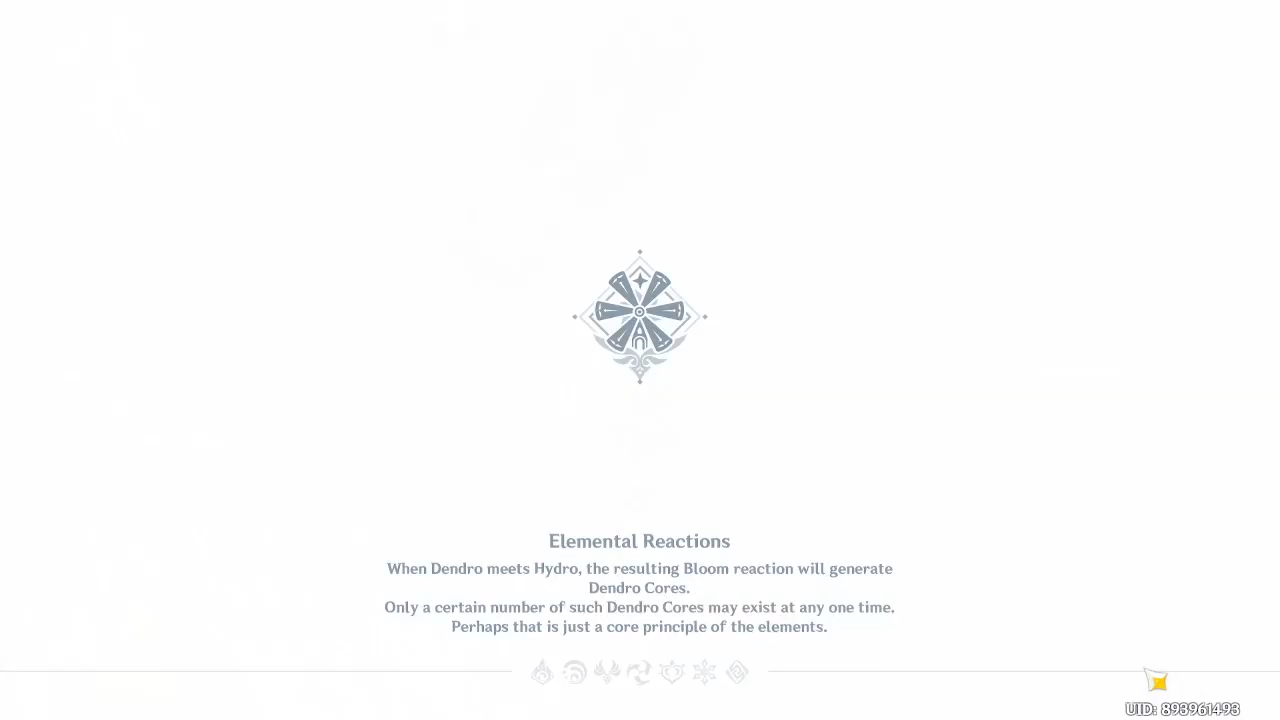 Elemental Reactions
When Dendro meets Hydro, the resulting Bloom reaction will generate
Dendro Cores.
Only a certain number of such Dendro Cores may exist at any one time.
Perhaps that is just a core principle of the elements.
UID: 893961493